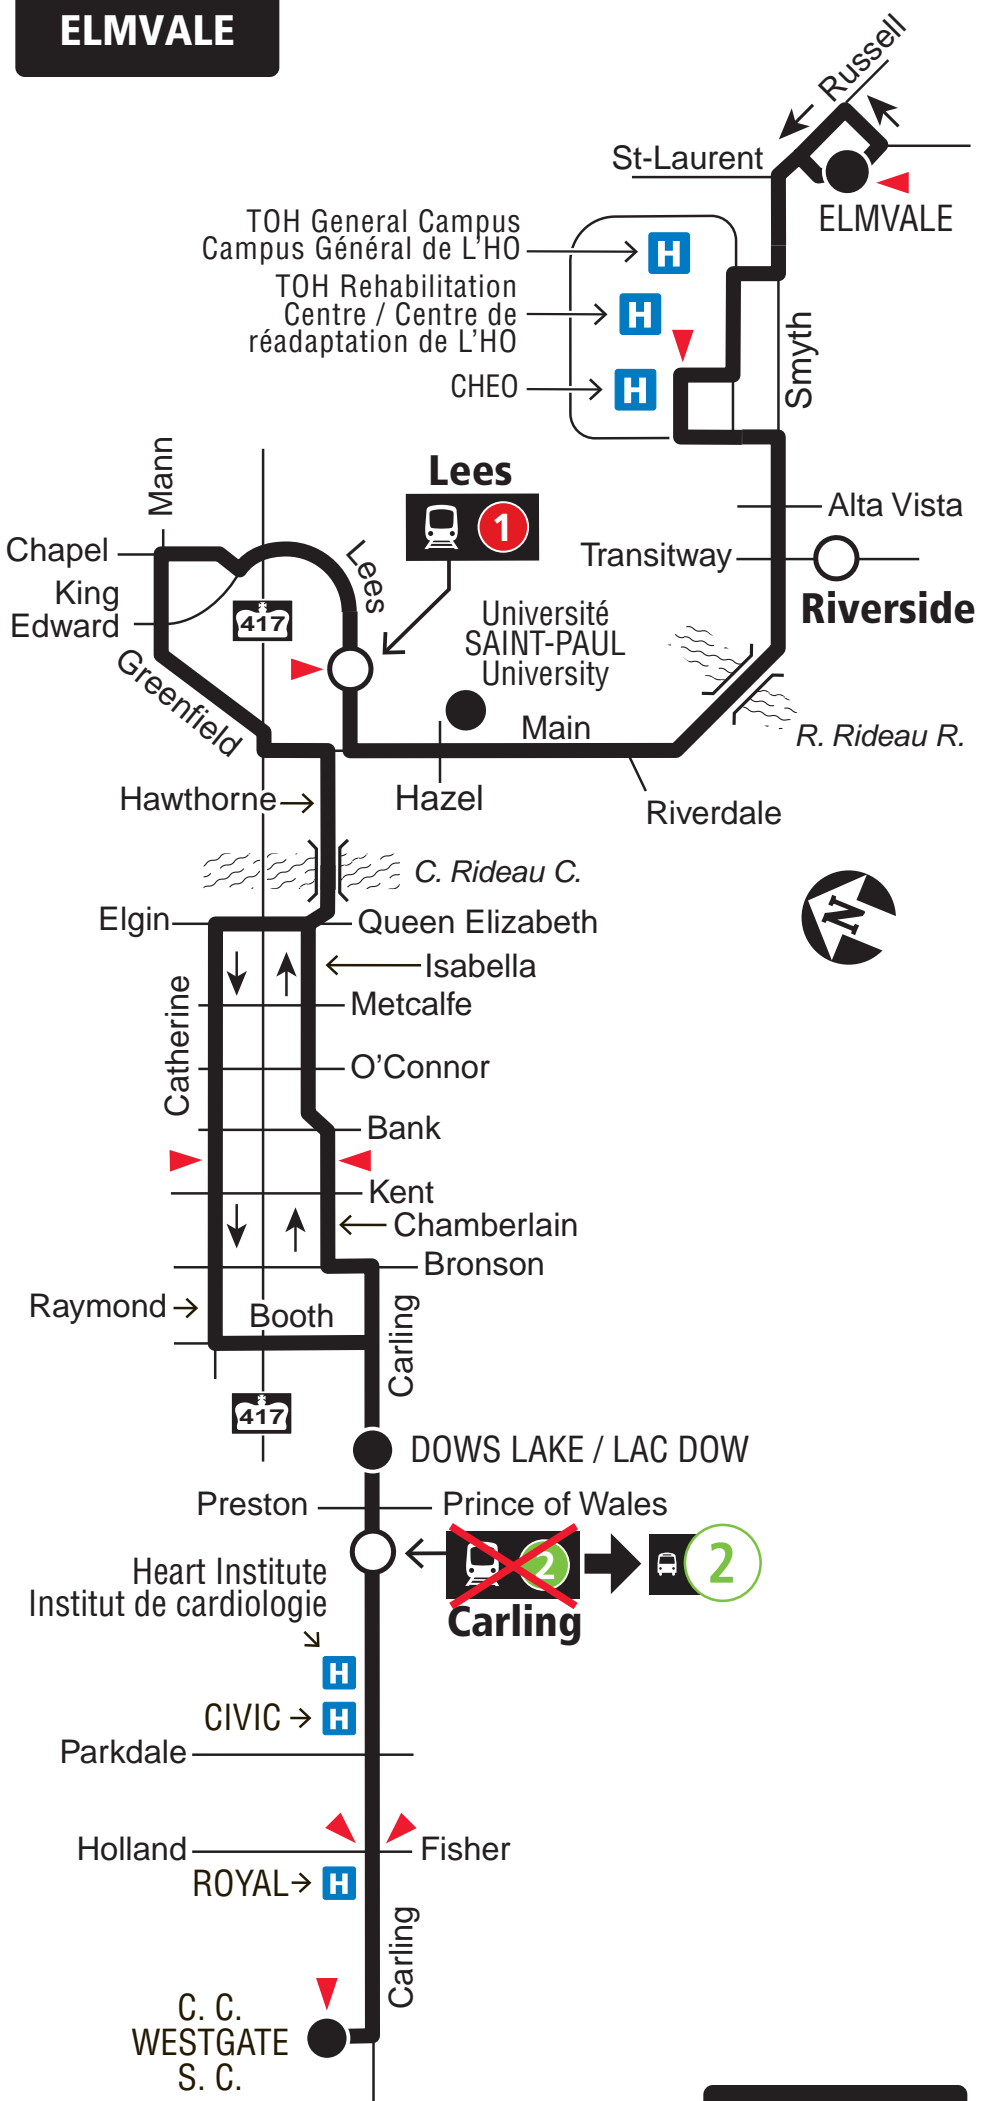 ELMVALE
Russell
St-Laurent
ELMVALE
TOH General Campus
Campus Général de L'HO
H
TOH Rehabilitation
Centre / Centre de
réadaptation de L'HO
H
CHEO
H
Smyth
Mann
Lees
1
Alta Vista
Chapel
Lees
Transitway
King
Edward
417
Université
SAINT-PAUL
University
Riverside
Greenfield
Main
R. Rideau R.
Hawthorne
Hazel
Riverdale
C. Rideau C.
N
Elgin
Queen Elizabeth
Isabella
Catherine
Metcalfe
O'Connor
Bank
Kent
Chamberlain
Bronson
Raymond
Booth
Carling
417
DOWS LAKE / LAC DOW
Preston
Prince of Wales
2
2
Carling
Heart Institute
Institut de cardiologie
H
CIVIC
H
Parkdale
Holland
Fisher
ROYAL
H
Carling
C. C.
WESTGATE
S. C.